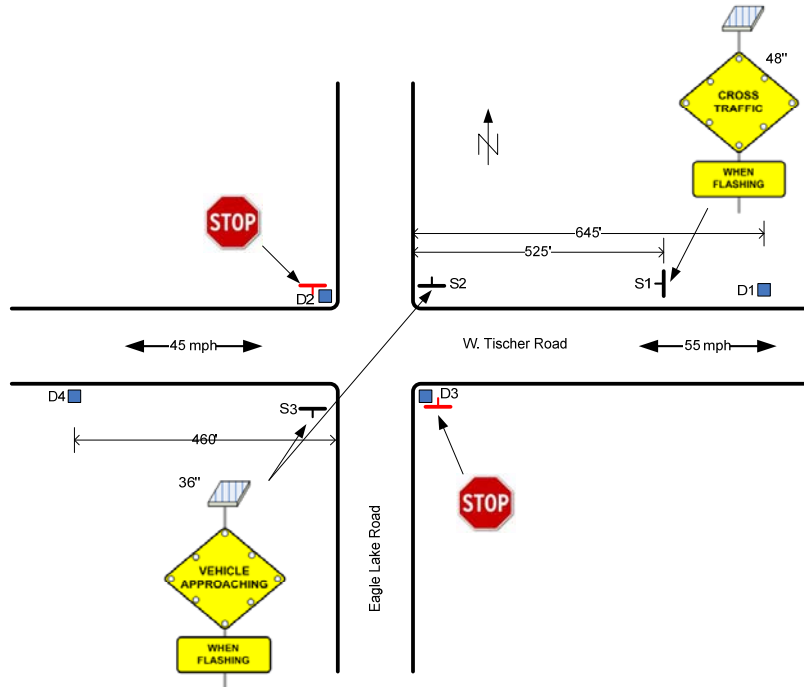 48"
CROSS
TRAFFIC
WHEN
FLASHING
N
STOP
645'
525'
D2
S2
S1
D1
45 mph
W. Tischer Road
55 mph
D4
S3
D3
460'
36"
STOP
VEHICLE
APPROACHING
WHEN
FLASHING
Eagle Lake Road